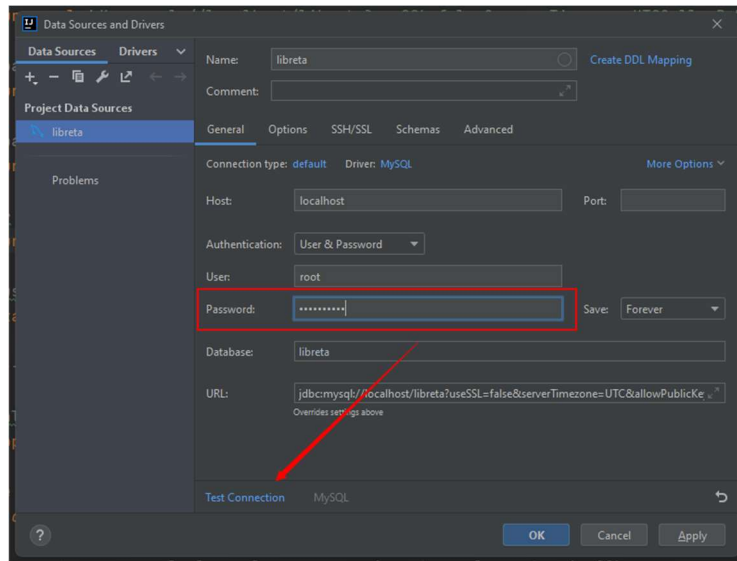 Data Sources and Drivers
Data Sources Drivers
Name: libreta Create DDL Mapping
Comment:
Project Data Sources
libreta
Problems
General Options SSH/SSL Schemas Advanced
Connection type: default Driver: MySQL More Options
Host: localhost Port:
Authentication: User & Password
User: root
Password: •••••••••• Save: Forever
Database: libreta
URL: jdbc:mysql://localhost/libreta?useSSL=false&serverTimezone=UTC&allowPublicKe
Overrides settings above
Test Connection MySQL
? OK Cancel Apply